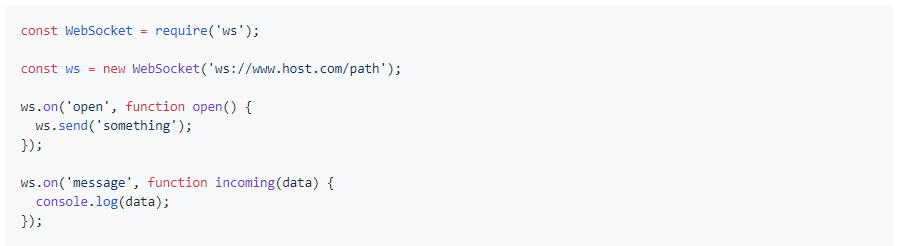 const WebSocket = require('ws');
const ws = new WebSocket('ws://www.host.com/path');
ws.on('open', function open() {
  ws.send('something');
});
ws.on('message', function incoming(data) {
  console.log(data);
});